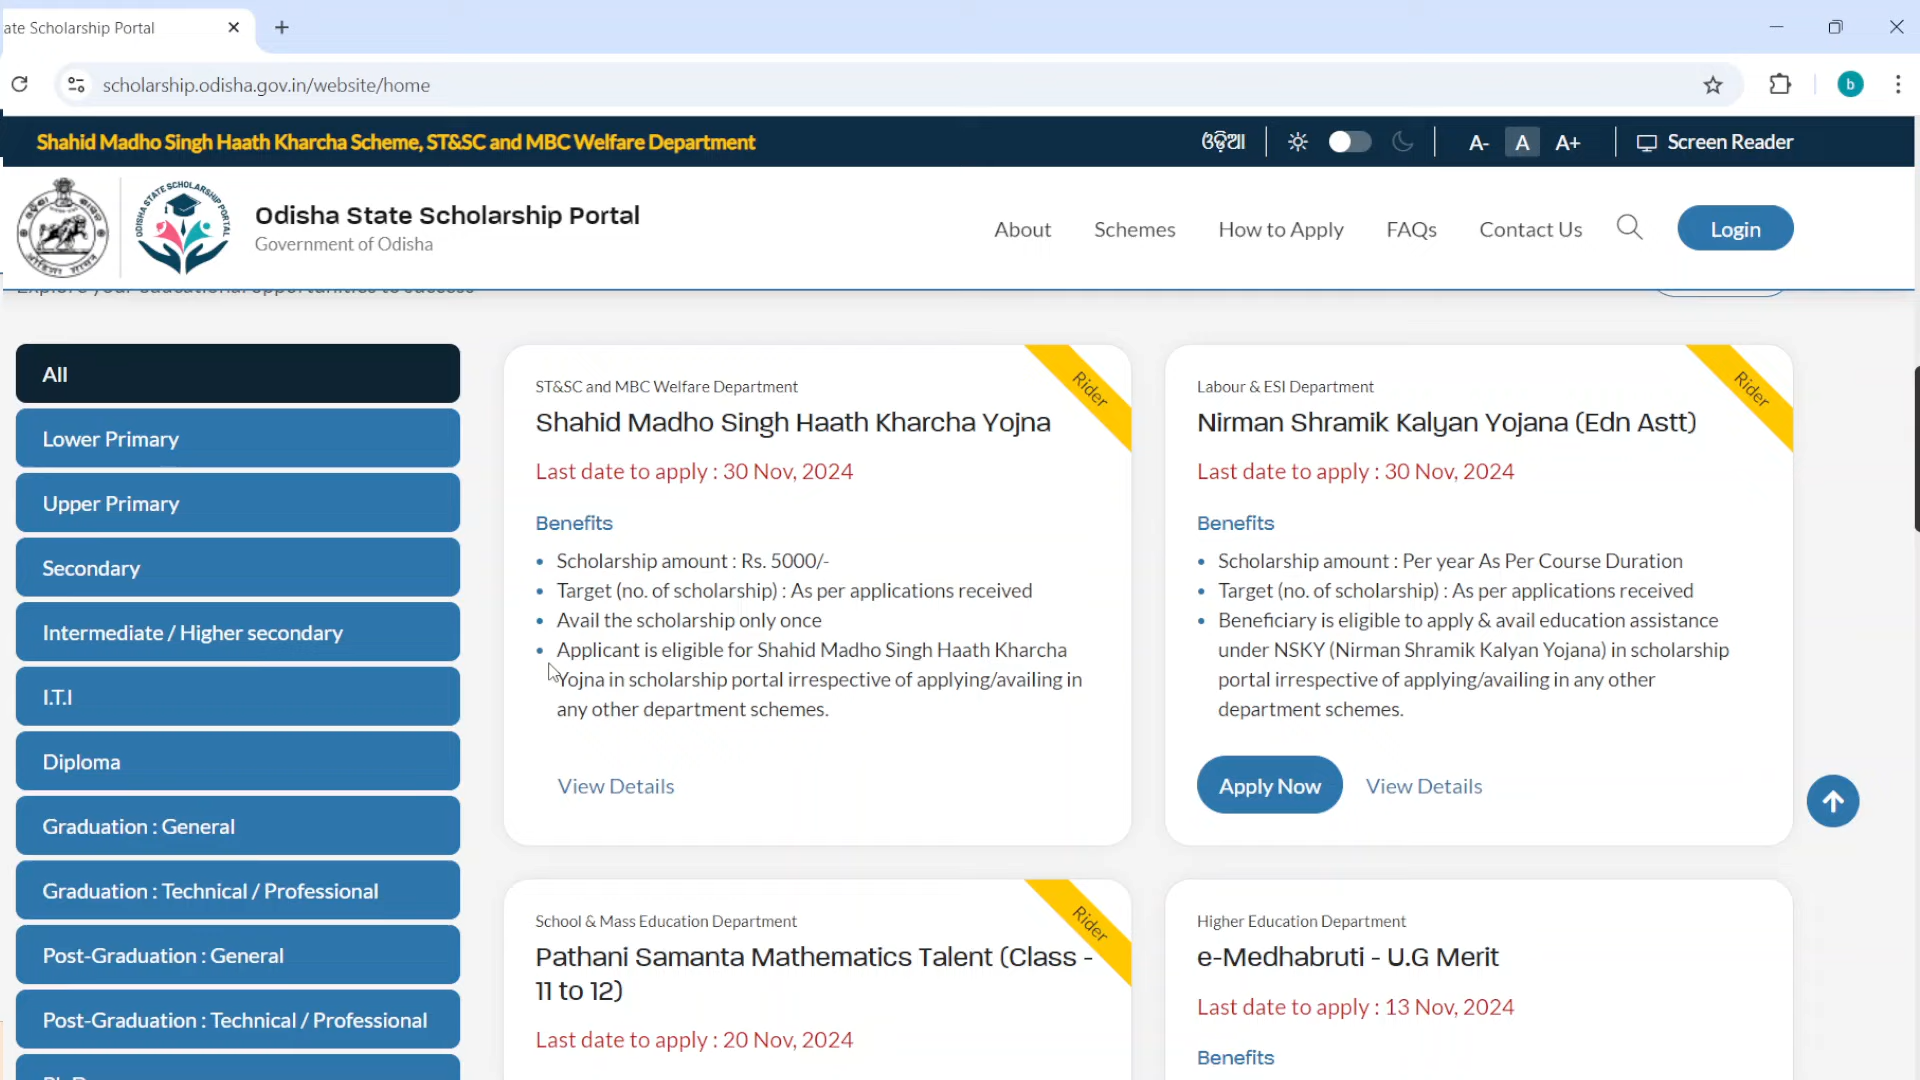 ate Scholarship Portal
scholarship.odisha.gov.in/website/home
b
Shahid Madho Singh Haath Kharcha Scheme, ST&SC and MBC Welfare Department
ଓଡ଼ିଆ
A- A A+
Screen Reader
ODISHA STATE SCHOLARSHIP PORTAL
Odisha State Scholarship Portal
Government of Odisha
About
Schemes
How to Apply
FAQs
Contact Us
Login
Explore your educational opportunities to success
All
Lower Primary
Upper Primary
Secondary
Intermediate / Higher secondary
I.T.I
Diploma
Graduation : General
Graduation : Technical / Professional
Post-Graduation : General
Post-Graduation : Technical / Professional
Rider
ST&SC and MBC Welfare Department
Shahid Madho Singh Haath Kharcha Yojna
Last date to apply : 30 Nov, 2024
Benefits
• Scholarship amount : Rs. 5000/-
• Target (no. of scholarship) : As per applications received
• Avail the scholarship only once
• Applicant is eligible for Shahid Madho Singh Haath Kharcha
Yojna in scholarship portal irrespective of applying/availing in
any other department schemes.
View Details
Rider
Labour & ESI Department
Nirman Shramik Kalyan Yojana (Edn Astt)
Last date to apply : 30 Nov, 2024
Benefits
• Scholarship amount : Per year As Per Course Duration
• Target (no. of scholarship) : As per applications received
• Beneficiary is eligible to apply & avail education assistance
under NSKY (Nirman Shramik Kalyan Yojana) in scholarship
portal irrespective of applying/availing in any other
department schemes.
Apply Now
View Details
Rider
School & Mass Education Department
Pathani Samanta Mathematics Talent (Class -
11 to 12)
Last date to apply : 20 Nov, 2024
Higher Education Department
e-Medhabruti - U.G Merit
Last date to apply : 13 Nov, 2024
Benefits